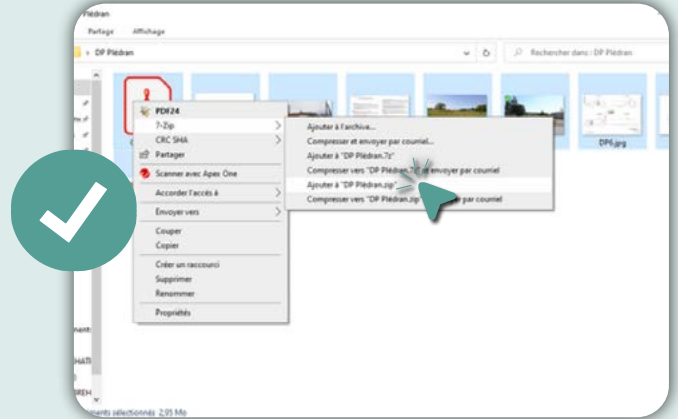 Plédran
Partage Affichage
DP Plédran
Rechercher dans : DP Plédran
PDF24
7-Zip
CRC SHA
Partager
Scanner avec Apex One
Accorder l'accès à
Envoyer vers
Couper
Copier
Créer un raccourci
Supprimer
Renommer
Propriétés
Ajouter à l'archive...
Compresser et envoyer par courriel...
Ajouter à "DP Plédran.7z"
Compresser vers "DP Plédran.7z" et envoyer par courriel
Ajouter à "DP Plédran.zip"
Compresser vers "DP Plédran.zip" par courriel
DP6.jpg
sélectionnés 2,95 Mo